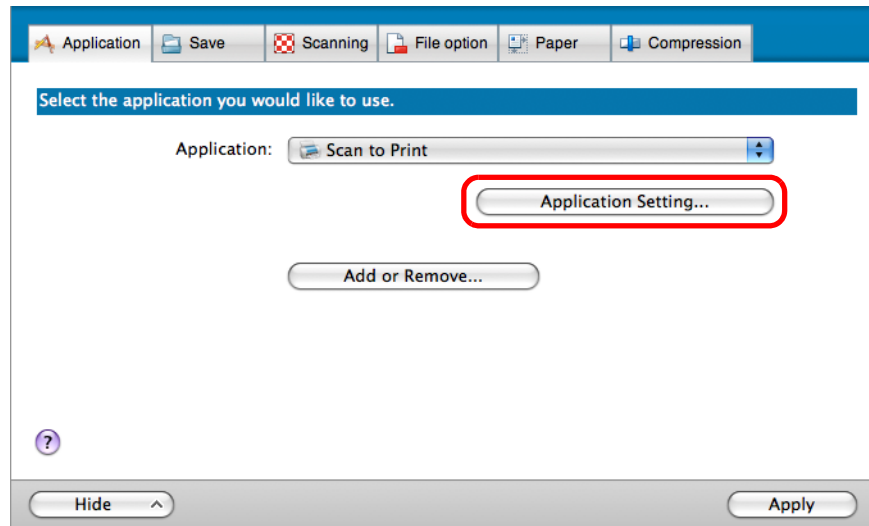 Application Save Scanning File option Paper Compression
Select the application you would like to use.
Application: Scan to Print
Application Setting...
Add or Remove...
?
Hide Apply